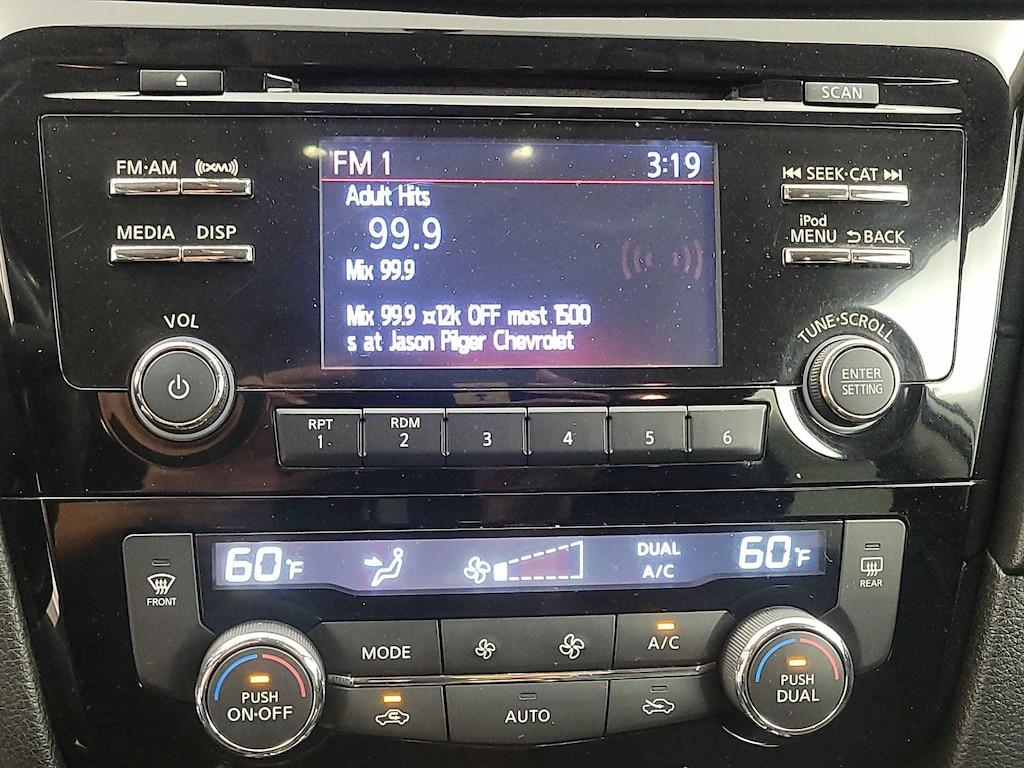 SCAN
FM·AM ((XM))
SEEK·CAT
MEDIA DISP
iPod
MENU BACK
VOL
TUNE·SCROLL
ENTER
SETTING
FM 1 3:19
Adult Hits
99.9
Mix 99.9
Mix 99.9 ¤12k OFF most 1500
s at Jason Pilger Chevrolet
RPT RDM
1 2 3 4 5 6
60°F DUAL 60°F
A/C
FRONT
REAR
MODE A/C
PUSH
ON·OFF
AUTO
PUSH
DUAL